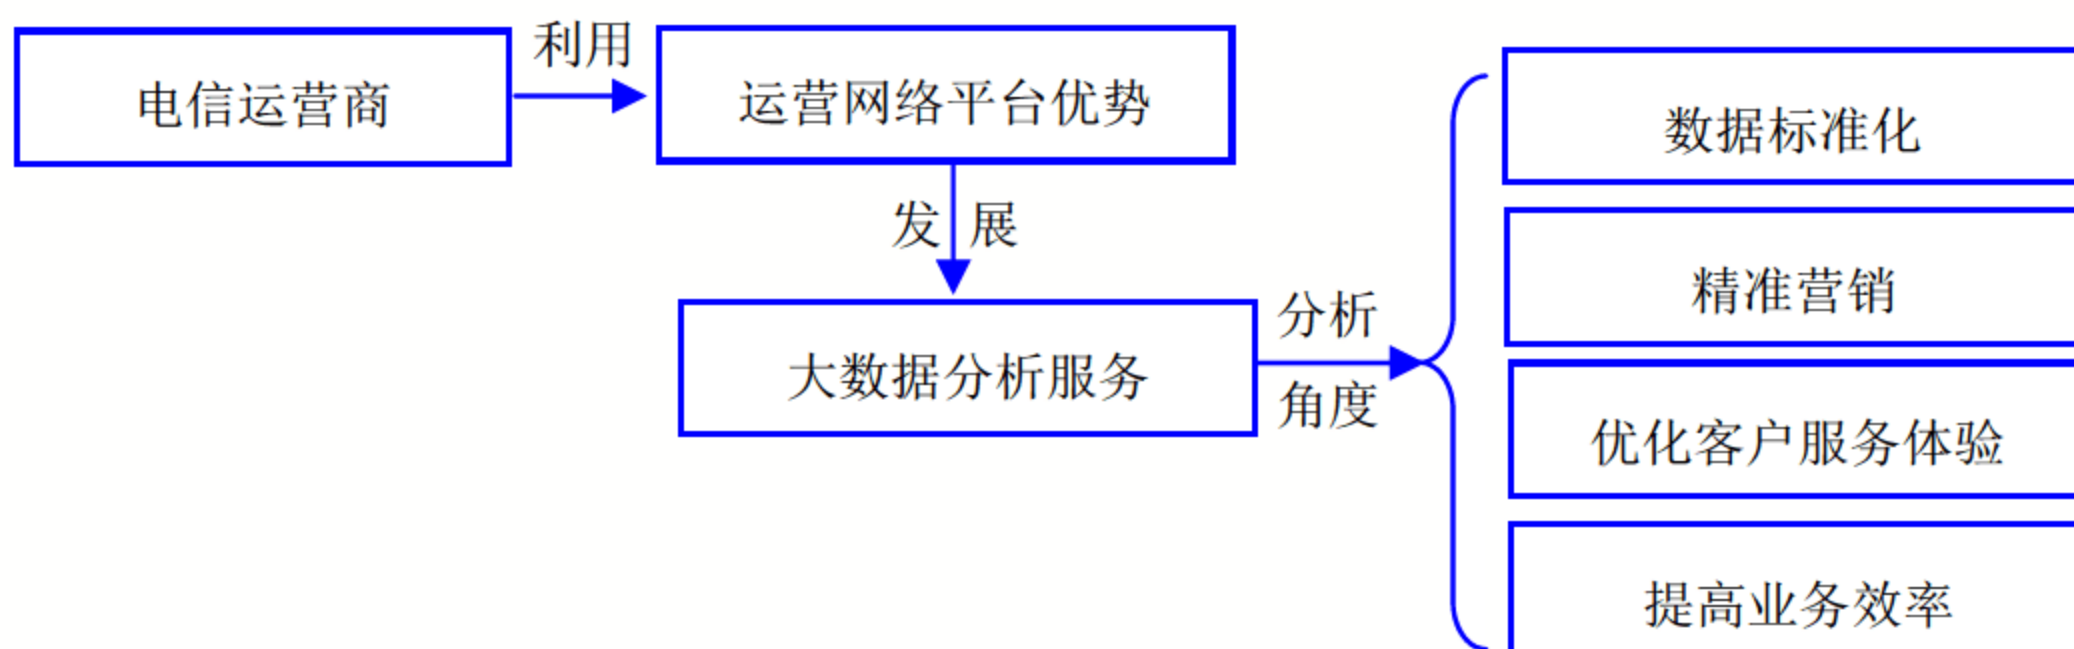 电信运营商
利用
运营网络平台优势
发 展
大数据分析服务
分析
角度
数据标准化
精准营销
优化客户服务体验
提高业务效率